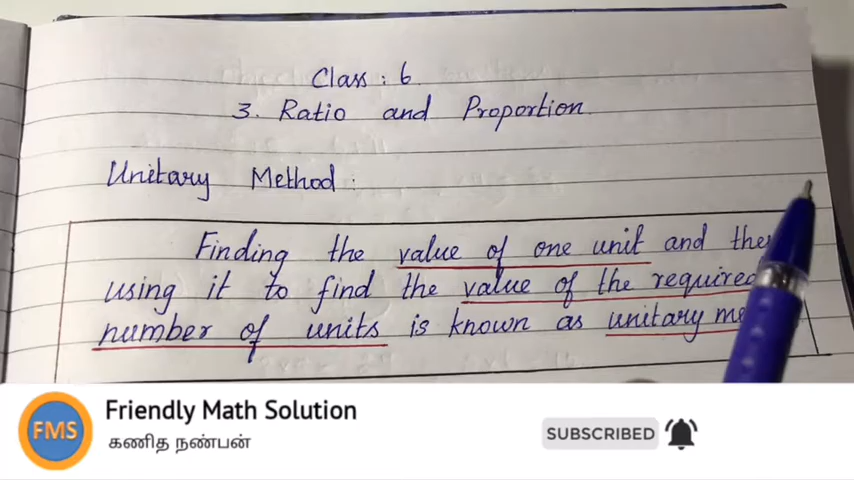 Class : 6
3. Ratio and Proportion
Unitary Method :
Finding the value of one unit and then
using it to find the value of the required
number of units is known as unitary me
FMS
Friendly Math Solution
கணித நண்பன்
SUBSCRIBED